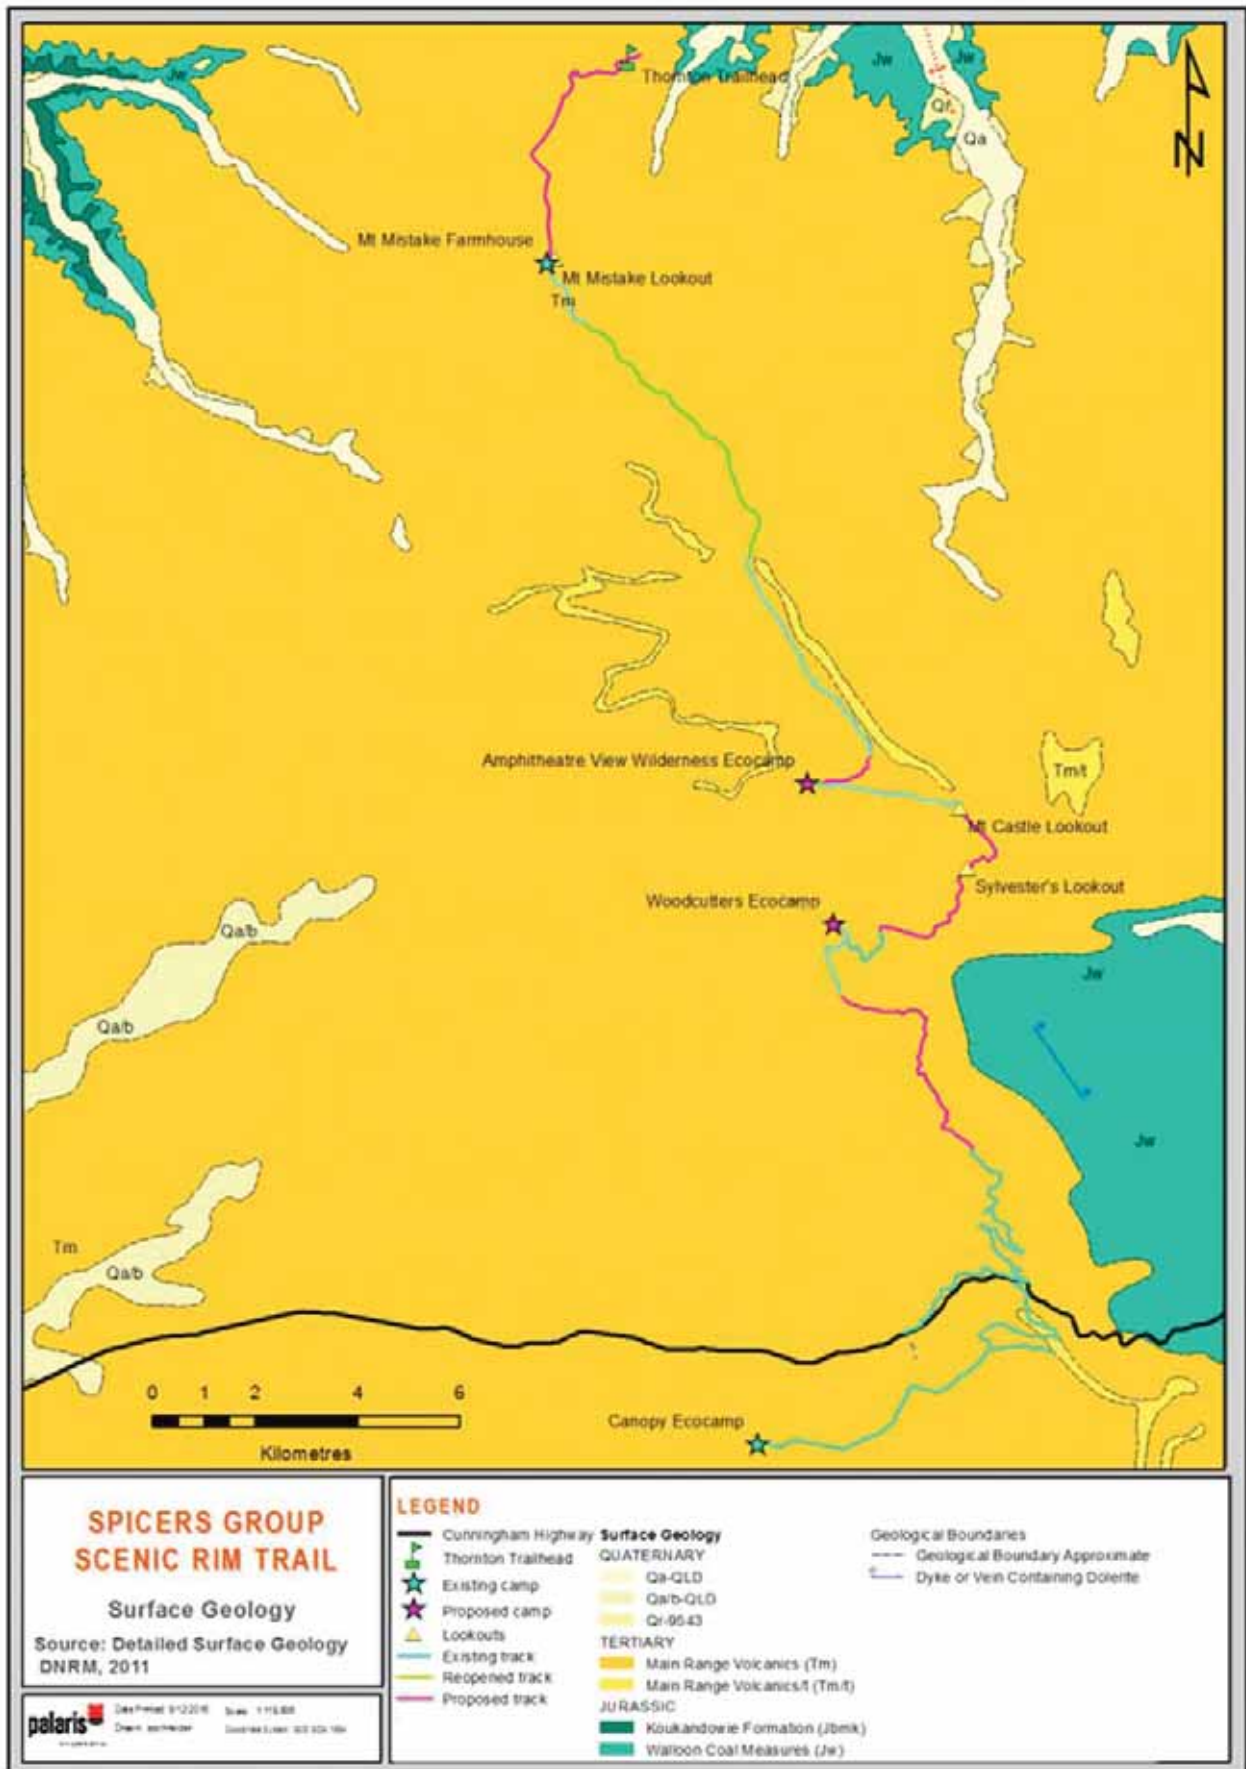 Jw
Thornton Trailhead
Jw
Jw
Qr
Qa
N
Mt Mistake Farmhouse
Mt Mistake Lookout
Tm
Amphitheatre View Wilderness Ecocamp
Tm/t
Mt Castle Lookout
Sylvester's Lookout
Woodcutters Ecocamp
Qa/b
Jw
Qa/b
Jw
Tm
Qa/b
0 1 2 4 6
Kilometres
Canopy Ecocamp
SPICERS GROUP
SCENIC RIM TRAIL
Surface Geology
Source: Detailed Surface Geology
DNRM, 2011
palaris
LEGEND
Cunningham Highway
Thornton Trailhead
Existing camp
Proposed camp
Lookouts
Existing track
Reopened track
Proposed track
Surface Geology
QUATERNARY
Qa-QLD
Qa/b-QLD
Qr-9543
TERTIARY
Main Range Volcanics (Tm)
Main Range Volcanics/t (Tm/t)
JURASSIC
Koukandowie Formation (Jbmk)
Walloon Coal Measures (Jw)
Geological Boundaries
Geological Boundary Approximate
Dyke or Vein Containing Dolerite